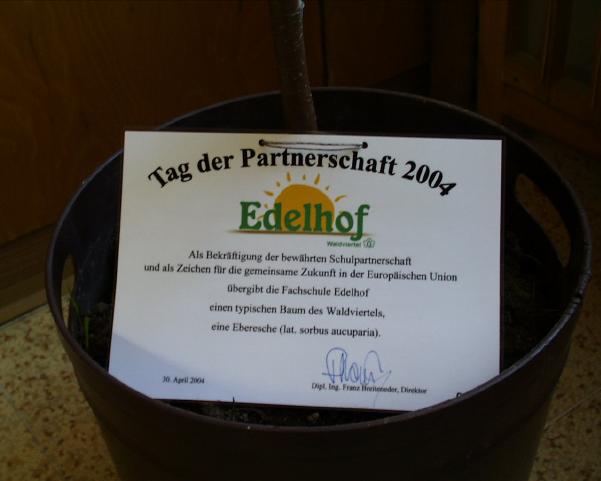 Tag der Partnerschaft 2004
Edelhof
Waldviertel
Als Bekräftigung der bewährten Schulpartnerschaft
und als Zeichen für die gemeinsame Zukunft in der Europäischen Union
übergibt die Fachschule Edelhof
einen typischen Baum des Waldviertels,
eine Eberesche (lat. sorbus aucuparia).
30. April 2004
Dipl. Ing. Franz Breiteneder, Direktor